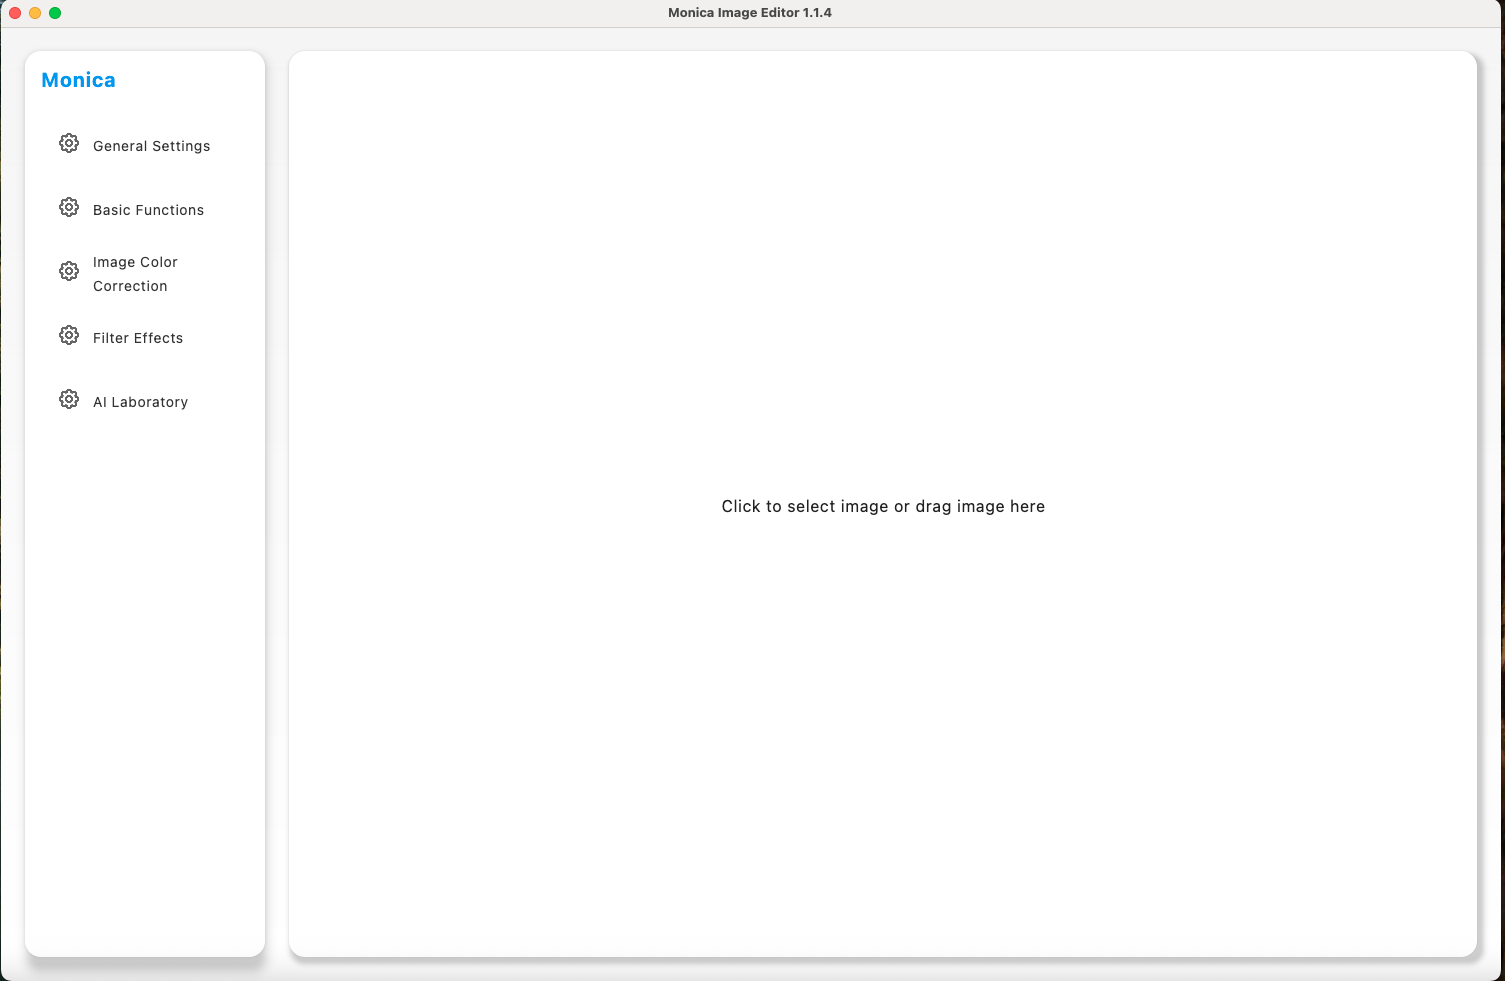 Monica Image Editor 1.1.4
Monica
General Settings
Basic Functions
Image Color
Correction
Filter Effects
AI Laboratory
Click to select image or drag image here